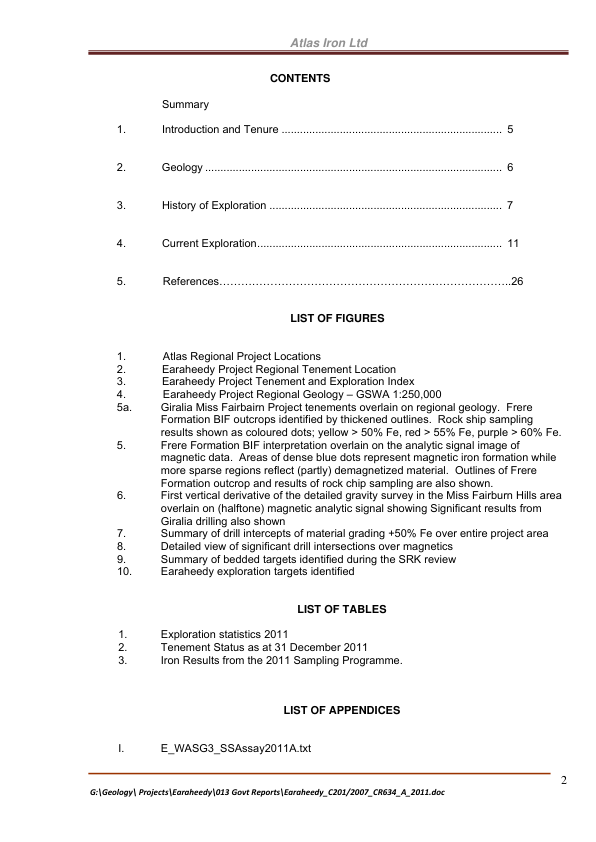 Atlas Iron Ltd
CONTENTS
Summary
1. Introduction and Tenure ........................................................................ 5
2. Geology ................................................................................................. 6
3. History of Exploration ............................................................................ 7
4. Current Exploration................................................................................ 11
5. References……………………………………………………………………..26
LIST OF FIGURES
1. Atlas Regional Project Locations
2. Earaheedy Project Regional Tenement Location
3. Earaheedy Project Tenement and Exploration Index
4. Earaheedy Project Regional Geology – GSWA 1:250,000
5a. Giralia Miss Fairbairn Project tenements overlain on regional geology. Frere
Formation BIF outcrops identified by thickened outlines. Rock ship sampling
results shown as coloured dots; yellow > 50% Fe, red > 55% Fe, purple > 60% Fe.
5. Frere Formation BIF interpretation overlain on the analytic signal image of
magnetic data. Areas of dense blue dots represent magnetic iron formation while
more sparse regions reflect (partly) demagnetized material. Outlines of Frere
Formation outcrop and results of rock chip sampling are also shown.
6. First vertical derivative of the detailed gravity survey in the Miss Fairburn Hills area
overlain on (halftone) magnetic analytic signal showing Significant results from
Giralia drilling also shown
7. Summary of drill intercepts of material grading +50% Fe over entire project area
8. Detailed view of significant drill intersections over magnetics
9. Summary of bedded targets identified during the SRK review
10. Earaheedy exploration targets identified
LIST OF TABLES
1. Exploration statistics 2011
2. Tenement Status as at 31 December 2011
3. Iron Results from the 2011 Sampling Programme.
LIST OF APPENDICES
I. E_WASG3_SSAssay2011A.txt
2
G:\Geology\ Projects\Earaheedy\013 Govt Reports\Earaheedy_C201/2007_CR634_A_2011.doc